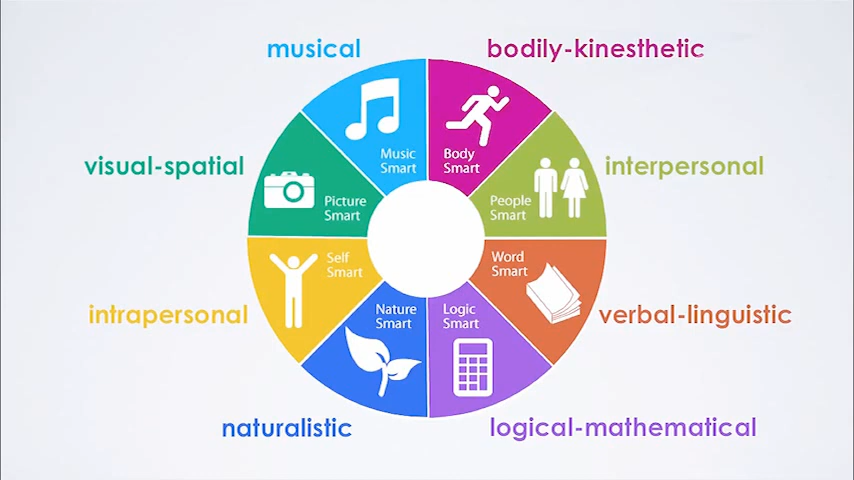 musical
bodily-kinesthetic
Music
Smart
Body
Smart
visual-spatial
interpersonal
Picture
Smart
People
Smart
Self
Smart
Word
Smart
intrapersonal
verbal-linguistic
Nature
Smart
Logic
Smart
naturalistic
logical-mathematical